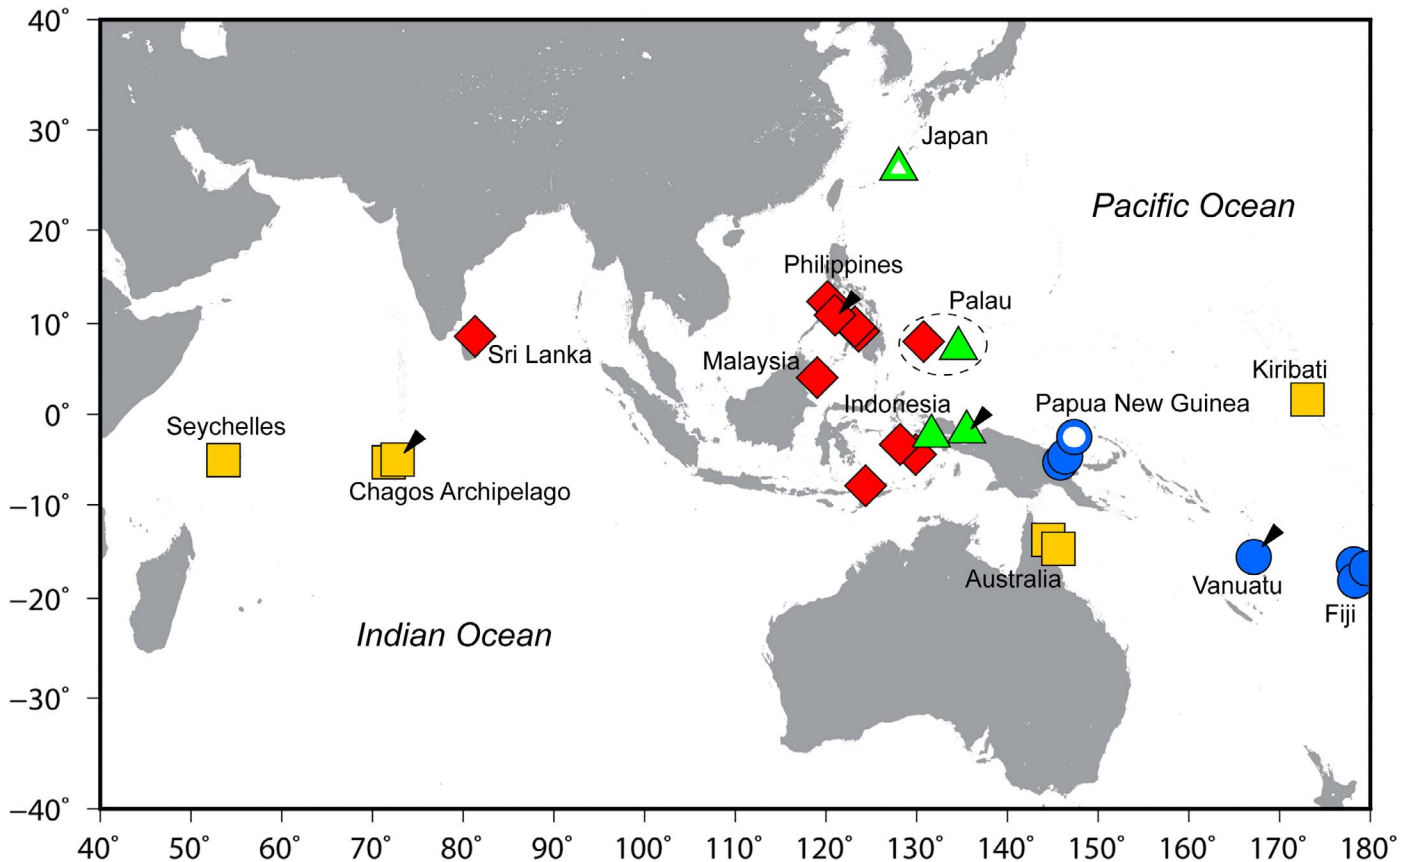 40°
30°
20°
10°
0°
−10°
−20°
−30°
−40°
Japan
Pacific Ocean
Philippines
Palau
Sri Lanka
Malaysia
Kiribati
Indonesia
Papua New Guinea
Seychelles
Chagos Archipelago
Australia
Vanuatu
Fiji
Indian Ocean
40° 50° 60° 70° 80° 90° 100° 110° 120° 130° 140° 150° 160° 170° 180°